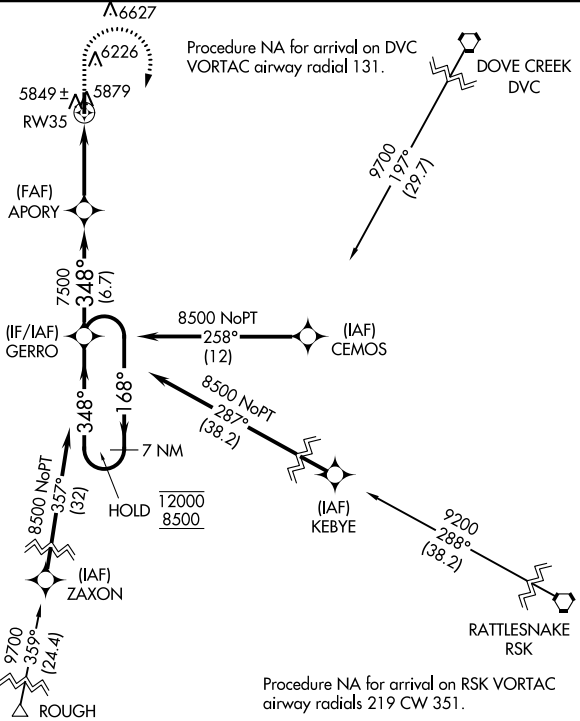 6627
6226
5849 ±
5879
RW35
Procedure NA for arrival on DVC
VORTAC airway radial 131.
DOVE CREEK
DVC
9700
197°
(29.7)
(FAF)
APORY
7500
348°
(6.7)
(IF/IAF)
GERRO
8500 NoPT
258°
(12)
(IAF)
CEMOS
348°
168°
7 NM
HOLD
12000
8500
8500 NoPT
287°
(38.2)
(IAF)
KEBYE
8500 NoPT
357°
(32)
(IAF)
ZAXON
9200
288°
(38.2)
RATTLESNAKE
RSK
9700
359°
(24.4)
ROUGH
Procedure NA for arrival on RSK VORTAC
airway radials 219 CW 351.